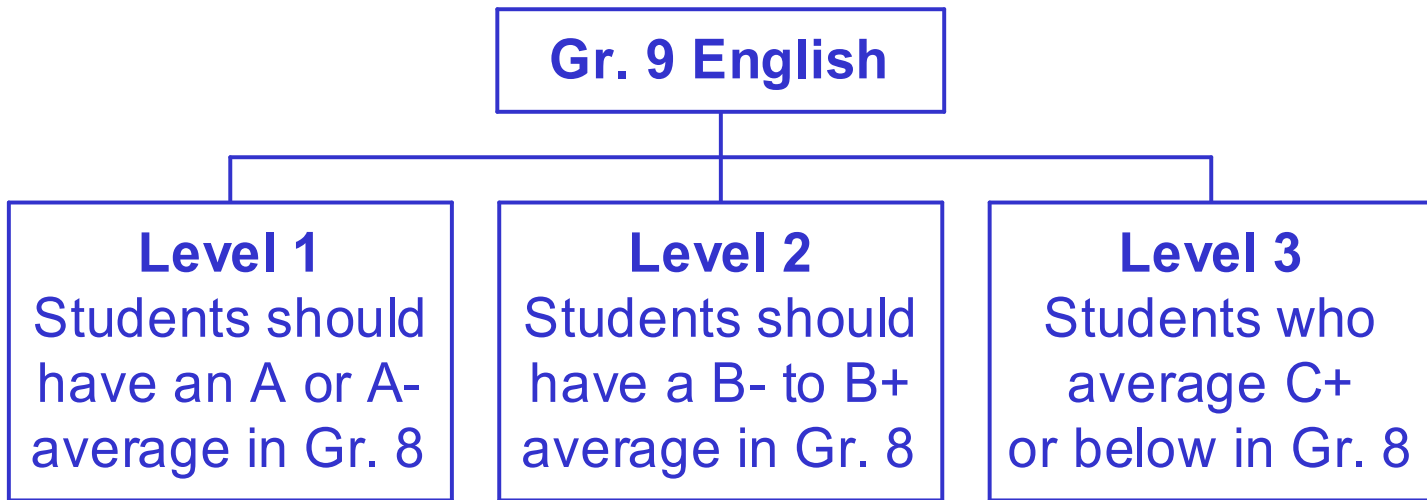 Gr. 9 English
Level 1
Students should
have an A or A-
average in Gr. 8
Level 2
Students should
have a B- to B+
average in Gr. 8
Level 3
Students who
average C+
or below in Gr. 8